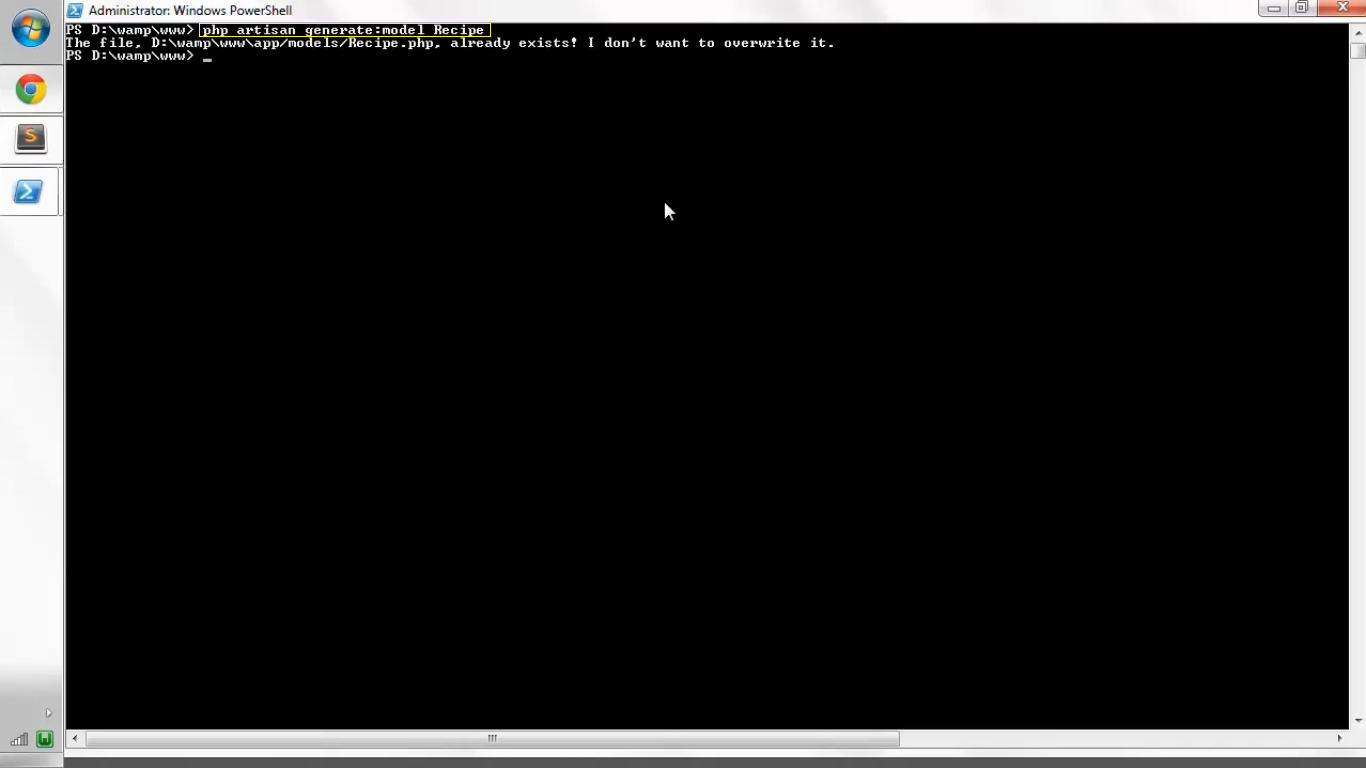 Administrator: Windows PowerShell
PS D:\wamp\www> php artisan generate:model Recipe
The file, D:\wamp\www\app/models/Recipe.php, already exists! I don't want to overwrite it.
PS D:\wamp\www> _